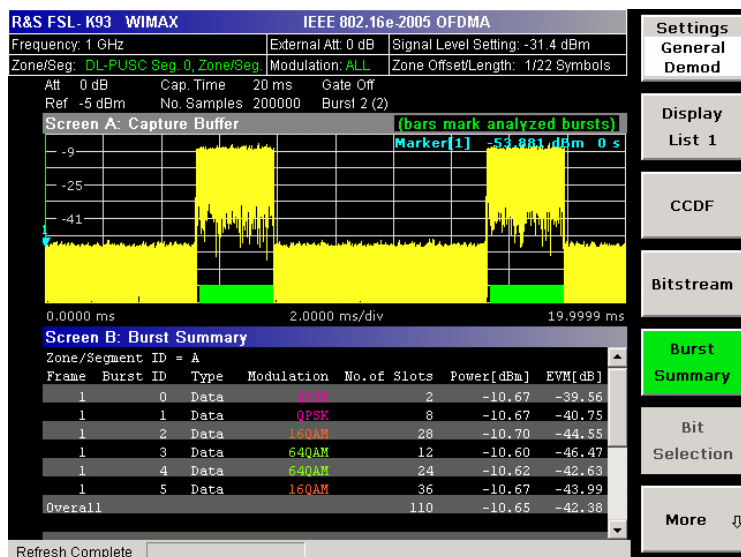 R&S FSL-K93 WIMAX IEEE 802.16e-2005 OFDMA
Frequency: 1 GHz External Att: 0 dB Signal Level Setting: -31.4 dBm
Zone/Seg: DL-PUSC Seg. 0, Zone/Seg. Modulation: ALL Zone Offset/Length: 1/22 Symbols
Att 0 dB Cap. Time 20 ms Gate Off
Ref -5 dBm No. Samples 200000 Burst 2 (2)
Screen A: Capture Buffer (bars mark analyzed bursts)
Marker[1] -53.881 dBm 0 s
-9
-25
-41
1
0.0000 ms 2.0000 ms/div 19.9999 ms
Screen B: Burst Summary
Zone/Segment ID = A
Frame Burst ID Type Modulation No.of Slots Power[dBm] EVM[dB]
1 0 Data QPSK 2 -10.67 -39.56
1 1 Data QPSK 8 -10.67 -40.75
1 2 Data 16QAM 28 -10.70 -44.55
1 3 Data 64QAM 12 -10.60 -46.47
1 4 Data 64QAM 24 -10.62 -42.63
1 5 Data 16QAM 36 -10.67 -43.99
Overall 110 -10.65 -42.38
Refresh Complete
Settings
General
Demod
Display
List 1
CCDF
Bitstream
Burst
Summary
Bit
Selection
More